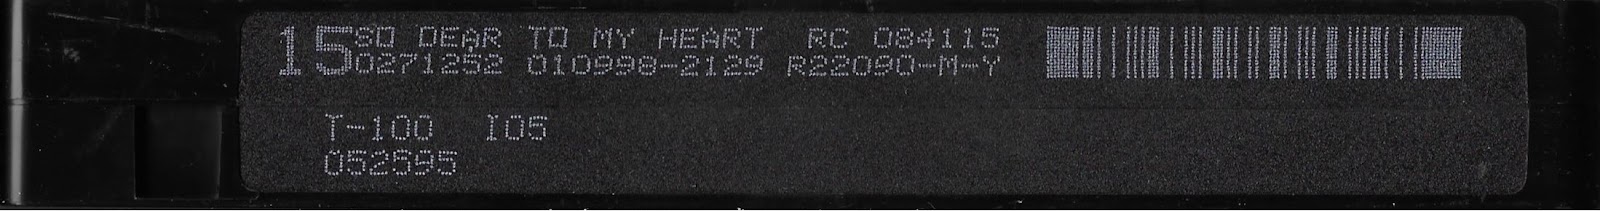 15 SO DEAR TO MY HEART RC 084115
0271252 010998-2129 R22090-M-Y
T-100 I05
052595